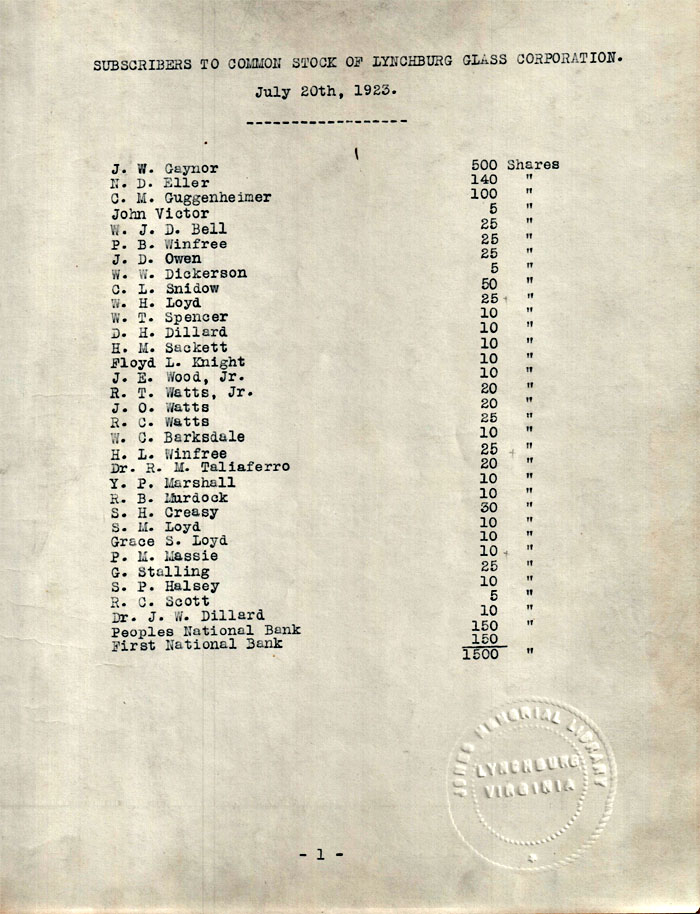 SUBSCRIBERS TO COMMON STOCK OF LYNCHBURG GLASS CORPORATION.
July 20th, 1923.
------------------
J. W. Gaynor 500 Shares
N. D. Eller 140 "
C. M. Guggenheimer 100 "
John Victor 5 "
W. J. D. Bell 25 "
P. B. Winfree 25 "
J. D. Owen 25 "
W. W. Dickerson 5 "
C. L. Snidow 50 "
W. H. Loyd 25 "
W. T. Spencer 10 "
D. H. Dillard 10 "
H. M. Sackett 10 "
Floyd L. Knight 10 "
J. E. Wood, Jr. 10 "
R. T. Watts, Jr. 20 "
J. O. Watts 20 "
R. C. Watts 25 "
W. C. Barksdale 10 "
H. L. Winfree 25 "
Dr. R. M. Taliaferro 20 "
Y. P. Marshall 10 "
R. B. Murdock 10 "
S. H. Creasy 30 "
S. M. Loyd 10 "
Grace S. Loyd 10 "
P. M. Massie 10 "
G. Stalling 25 "
S. P. Halsey 10 "
R. C. Scott 5 "
Dr. J. W. Dillard 10 "
Peoples National Bank 150 "
First National Bank 150
1500 "
JONES MEMORIAL LIBRARY
LYNCHBURG
VIRGINIA
- 1 -